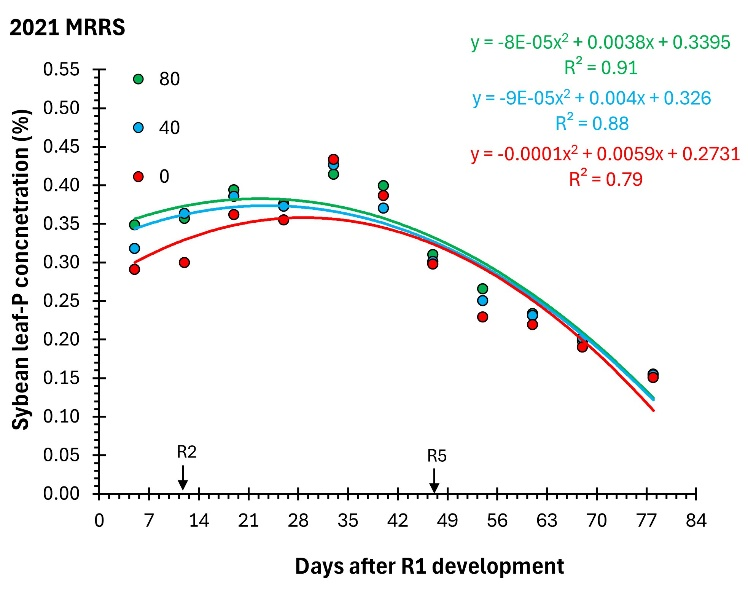 2021 MRRS
y = -8E-05x² + 0.0038x + 0.3395
R² = 0.91
y = -9E-05x² + 0.004x + 0.326
R² = 0.88
y = -0.0001x² + 0.0059x + 0.2731
R² = 0.79
80
40
0
Sybean leaf-P concnetration (%)
0.55
0.50
0.45
0.40
0.35
0.30
0.25
0.20
0.15
0.10
0.05
0.00
R2
R5
0 7 14 21 28 35 42 49 56 63 70 77 84
Days after R1 development